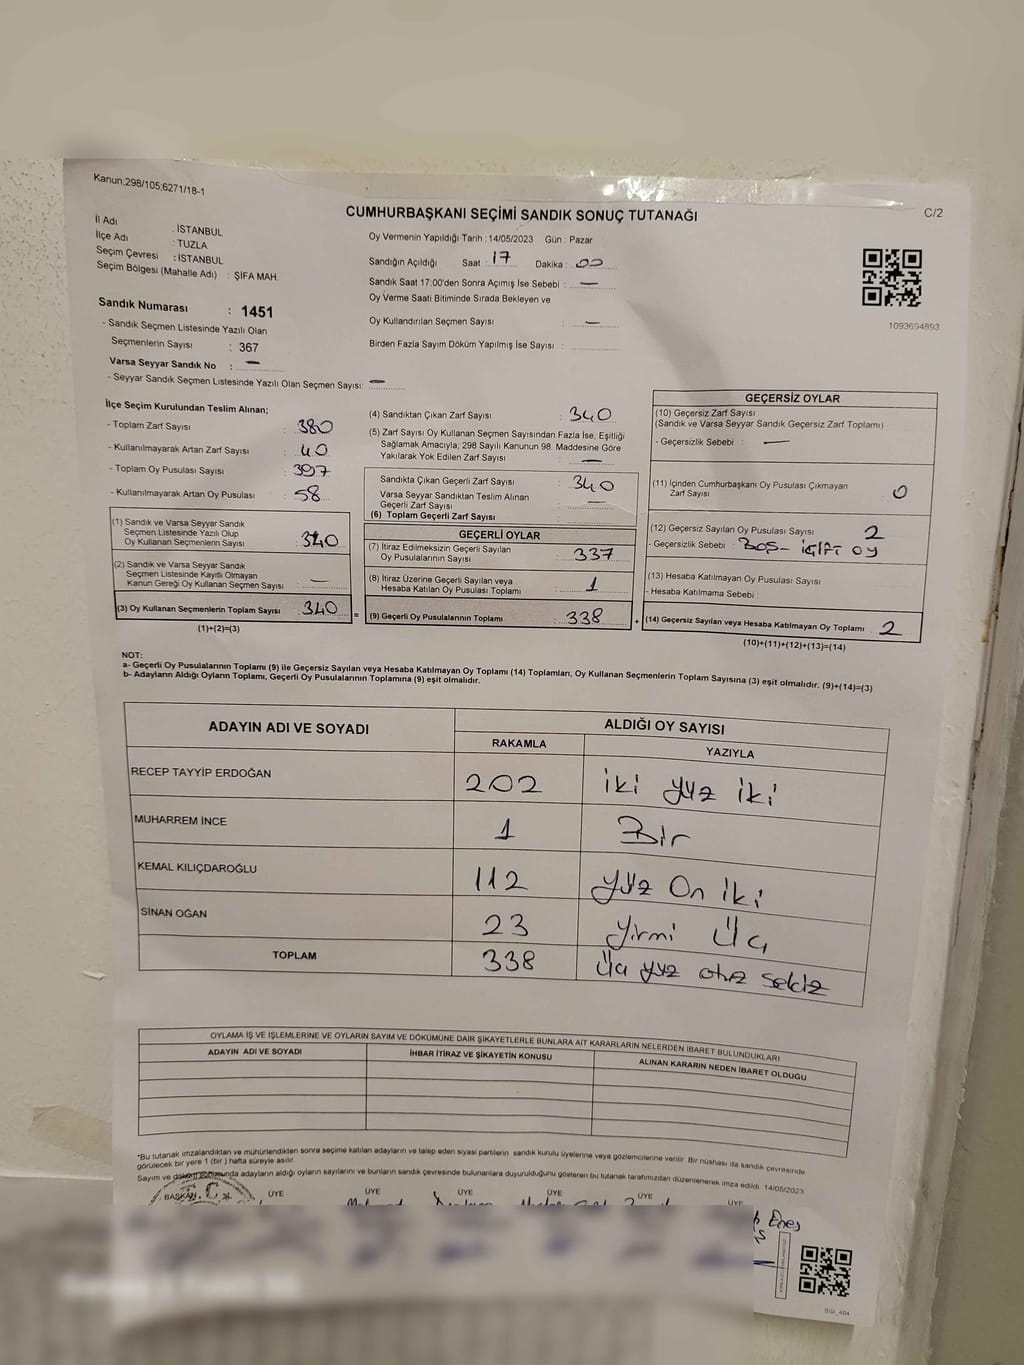 Kanun;298/105;6271/18-1
C/2
CUMHURBAŞKANI SEÇİMİ SANDIK SONUÇ TUTANAĞI
İl Adı : İSTANBUL
İlçe Adı : TUZLA
Seçim Çevresi : İSTANBUL
Seçim Bölgesi (Mahalle Adı) : ŞİFA MAH.
Sandık Numarası : 1451
- Sandık Seçmen Listesinde Yazılı Olan
Seçmenlerin Sayısı : 367
Varsa Seyyar Sandık No : —
- Seyyar Sandık Seçmen Listesinde Yazılı Olan Seçmen Sayısı: —
Oy Vermenin Yapıldığı Tarih : 14/05/2023 Gün : Pazar
Sandığın Açıldığı Saat : 17 Dakika : 00
Sandık Saat 17:00'den Sonra Açımış İse Sebebi : —
Oy Verme Saati Bitiminde Sırada Bekleyen ve
Oy Kullandırılan Seçmen Sayısı : —
Birden Fazla Sayım Döküm Yapılmış İse Sayısı :
1093694893
İlçe Seçim Kurulundan Teslim Alınan;
- Toplam Zarf Sayısı : 380
- Kullanılmayarak Artan Zarf Sayısı : 40
- Toplam Oy Pusulası Sayısı : 397
- Kullanılmayarak Artan Oy Pusulası : 58
(1) Sandık ve Varsa Seyyar Sandık
Seçmen Listesinde Yazılı Olup
Oy Kullanan Seçmenlerin Sayısı : 340
(2) Sandık ve Varsa Seyyar Sandık
Seçmen Listesinde Kayıtlı Olmayan
Kanun Gereği Oy Kullanan Seçmen Sayısı : —
(3) Oy Kullanan Seçmenlerin Toplam Sayısı : 340 =
(1)+(2)=(3)
(4) Sandıktan Çıkan Zarf Sayısı : 340
(5) Zarf Sayısı Oy Kullanan Seçmen Sayısından Fazla İse, Eşitliği
Sağlamak Amacıyla; 298 Sayılı Kanunun 98. Maddesine Göre
Yakılarak Yok Edilen Zarf Sayısı : —
Sandıkta Çıkan Geçerli Zarf Sayısı : 340
Varsa Seyyar Sandıktan Teslim Alınan
Geçerli Zarf Sayısı : —
(6) Toplam Geçerli Zarf Sayısı :
GEÇERLİ OYLAR
(7) İtiraz Edilmeksizin Geçerli Sayılan
Oy Pusulalarının Sayısı : 337
(8) İtiraz Üzerine Geçerli Sayılan veya
Hesaba Katılan Oy Pusulası Toplamı : 1
(9) Geçerli Oy Pusulalarının Toplamı : 338 +
GEÇERSİZ OYLAR
(10) Geçersiz Zarf Sayısı
(Sandık ve Varsa Seyyar Sandık Geçersiz Zarf Toplamı)
- Geçersizlik Sebebi : —
(11) İçinden Cumhurbaşkanı Oy Pusulası Çıkmayan
Zarf Sayısı 0
(12) Geçersiz Sayılan Oy Pusulası Sayısı 2
- Geçersizlik Sebebi : Boş- içift oy
(13) Hesaba Katılmayan Oy Pusulası Sayısı
- Hesaba Katılmama Sebebi :
(14) Geçersiz Sayılan veya Hesaba Katılmayan Oy Toplamı : 2
(10)+(11)+(12)+(13)=(14)
NOT:
a- Geçerli Oy Pusulalarının Toplamı (9) ile Geçersiz Sayılan veya Hesaba Katılmayan Oy Toplamı (14) Toplamları, Oy Kullanan Seçmenlerin Toplam Sayısına (3) eşit olmalıdır. (9)+(14)=(3)
b- Adayların Aldığı Oyların Toplamı, Geçerli Oy Pusulalarının Toplamına (9) eşit olmalıdır.
ADAYIN ADI VE SOYADI ALDIĞI OY SAYISI
RAKAMLA YAZIYLA
RECEP TAYYİP ERDOĞAN 202 iki yüz iki
MUHARREM İNCE 1 Bir
KEMAL KILIÇDAROĞLU 112 yüz On iki
SİNAN OĞAN 23 yirmi Üç
TOPLAM 338 Üç yüz otuz sekiz
OYLAMA İŞ VE İŞLEMLERİNE VE OYLARIN SAYIM VE DÖKÜMÜNE DAİR ŞİKAYETLERLE BUNLARA AİT KARARLARIN NELERDEN İBARET BULUNDUKLARI
ADAYIN ADI VE SOYADI İHBAR İTİRAZ VE ŞİKAYETİN KONUSU ALINAN KARARIN NEDEN İBARET OLDUĞU
*Bu tutanak imzalandıktan ve mühürlendikten sonra seçime katılan adayların ve talep eden siyasi partilerin sandık kurulu üyelerine veya gözlemcilerine verilir. Bir nüshası da sandık çevresinde
görülecek bir yere 1 (bir) hafta süreyle asılır.
Sayım ve dökümü sonunda adayların aldığı oyların sayılarını ve bunların sandık çevresinde bulunanlara duyurulduğunu gösteren bu tutanak tarafımızdan düzenlenerek imza edildi. 14/05/2023
BAŞKAN ÜYE ÜYE ÜYE ÜYE ÜYE ÜYE
Enes